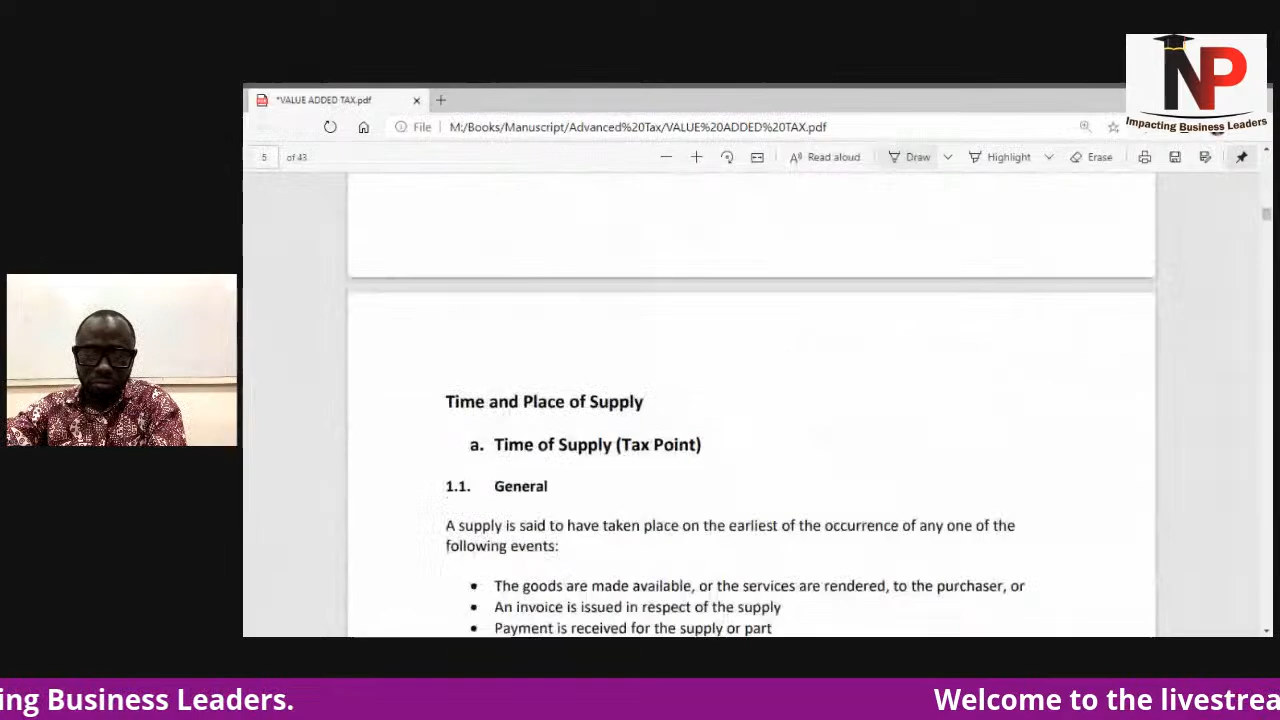 NP
Impacting Business Leaders
*VALUE ADDED TAX.pdf
File M:/Books/Manuscript/Advanced%20Tax/VALUE%20ADDED%20TAX.pdf
5 of 43 Read aloud Draw Highlight Erase
Time and Place of Supply
a. Time of Supply (Tax Point)
1.1. General
A supply is said to have taken place on the earliest of the occurrence of any one of the
following events:
• The goods are made available, or the services are rendered, to the purchaser, or
• An invoice is issued in respect of the supply
• Payment is received for the supply or part
ing Business Leaders. Welcome to the livestrea